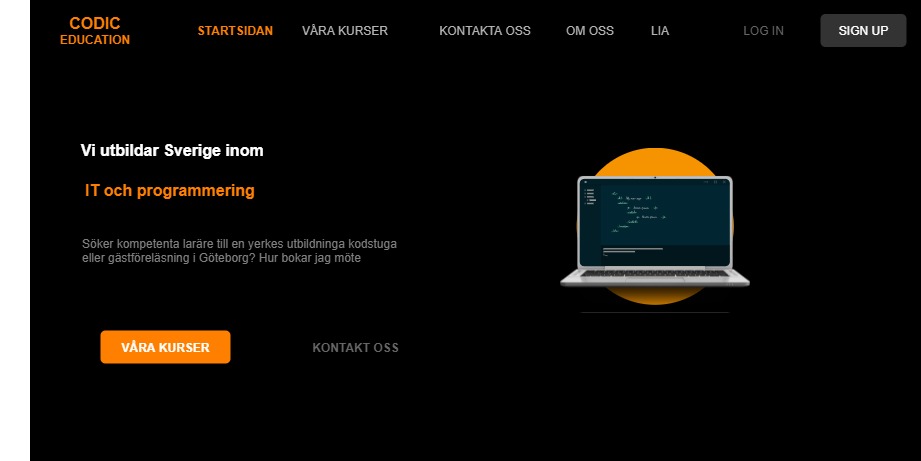 CODIC
EDUCATION
STARTSIDAN
VÅRA KURSER
KONTAKTA OSS
OM OSS
LIA
LOG IN
SIGN UP
Vi utbildar Sverige inom
IT och programmering
Söker kompetenta laräre till en yerkes utbildninga kodstuga
eller gästföreläsning i Göteborg? Hur bokar jag möte
VÅRA KURSER
KONTAKT OSS